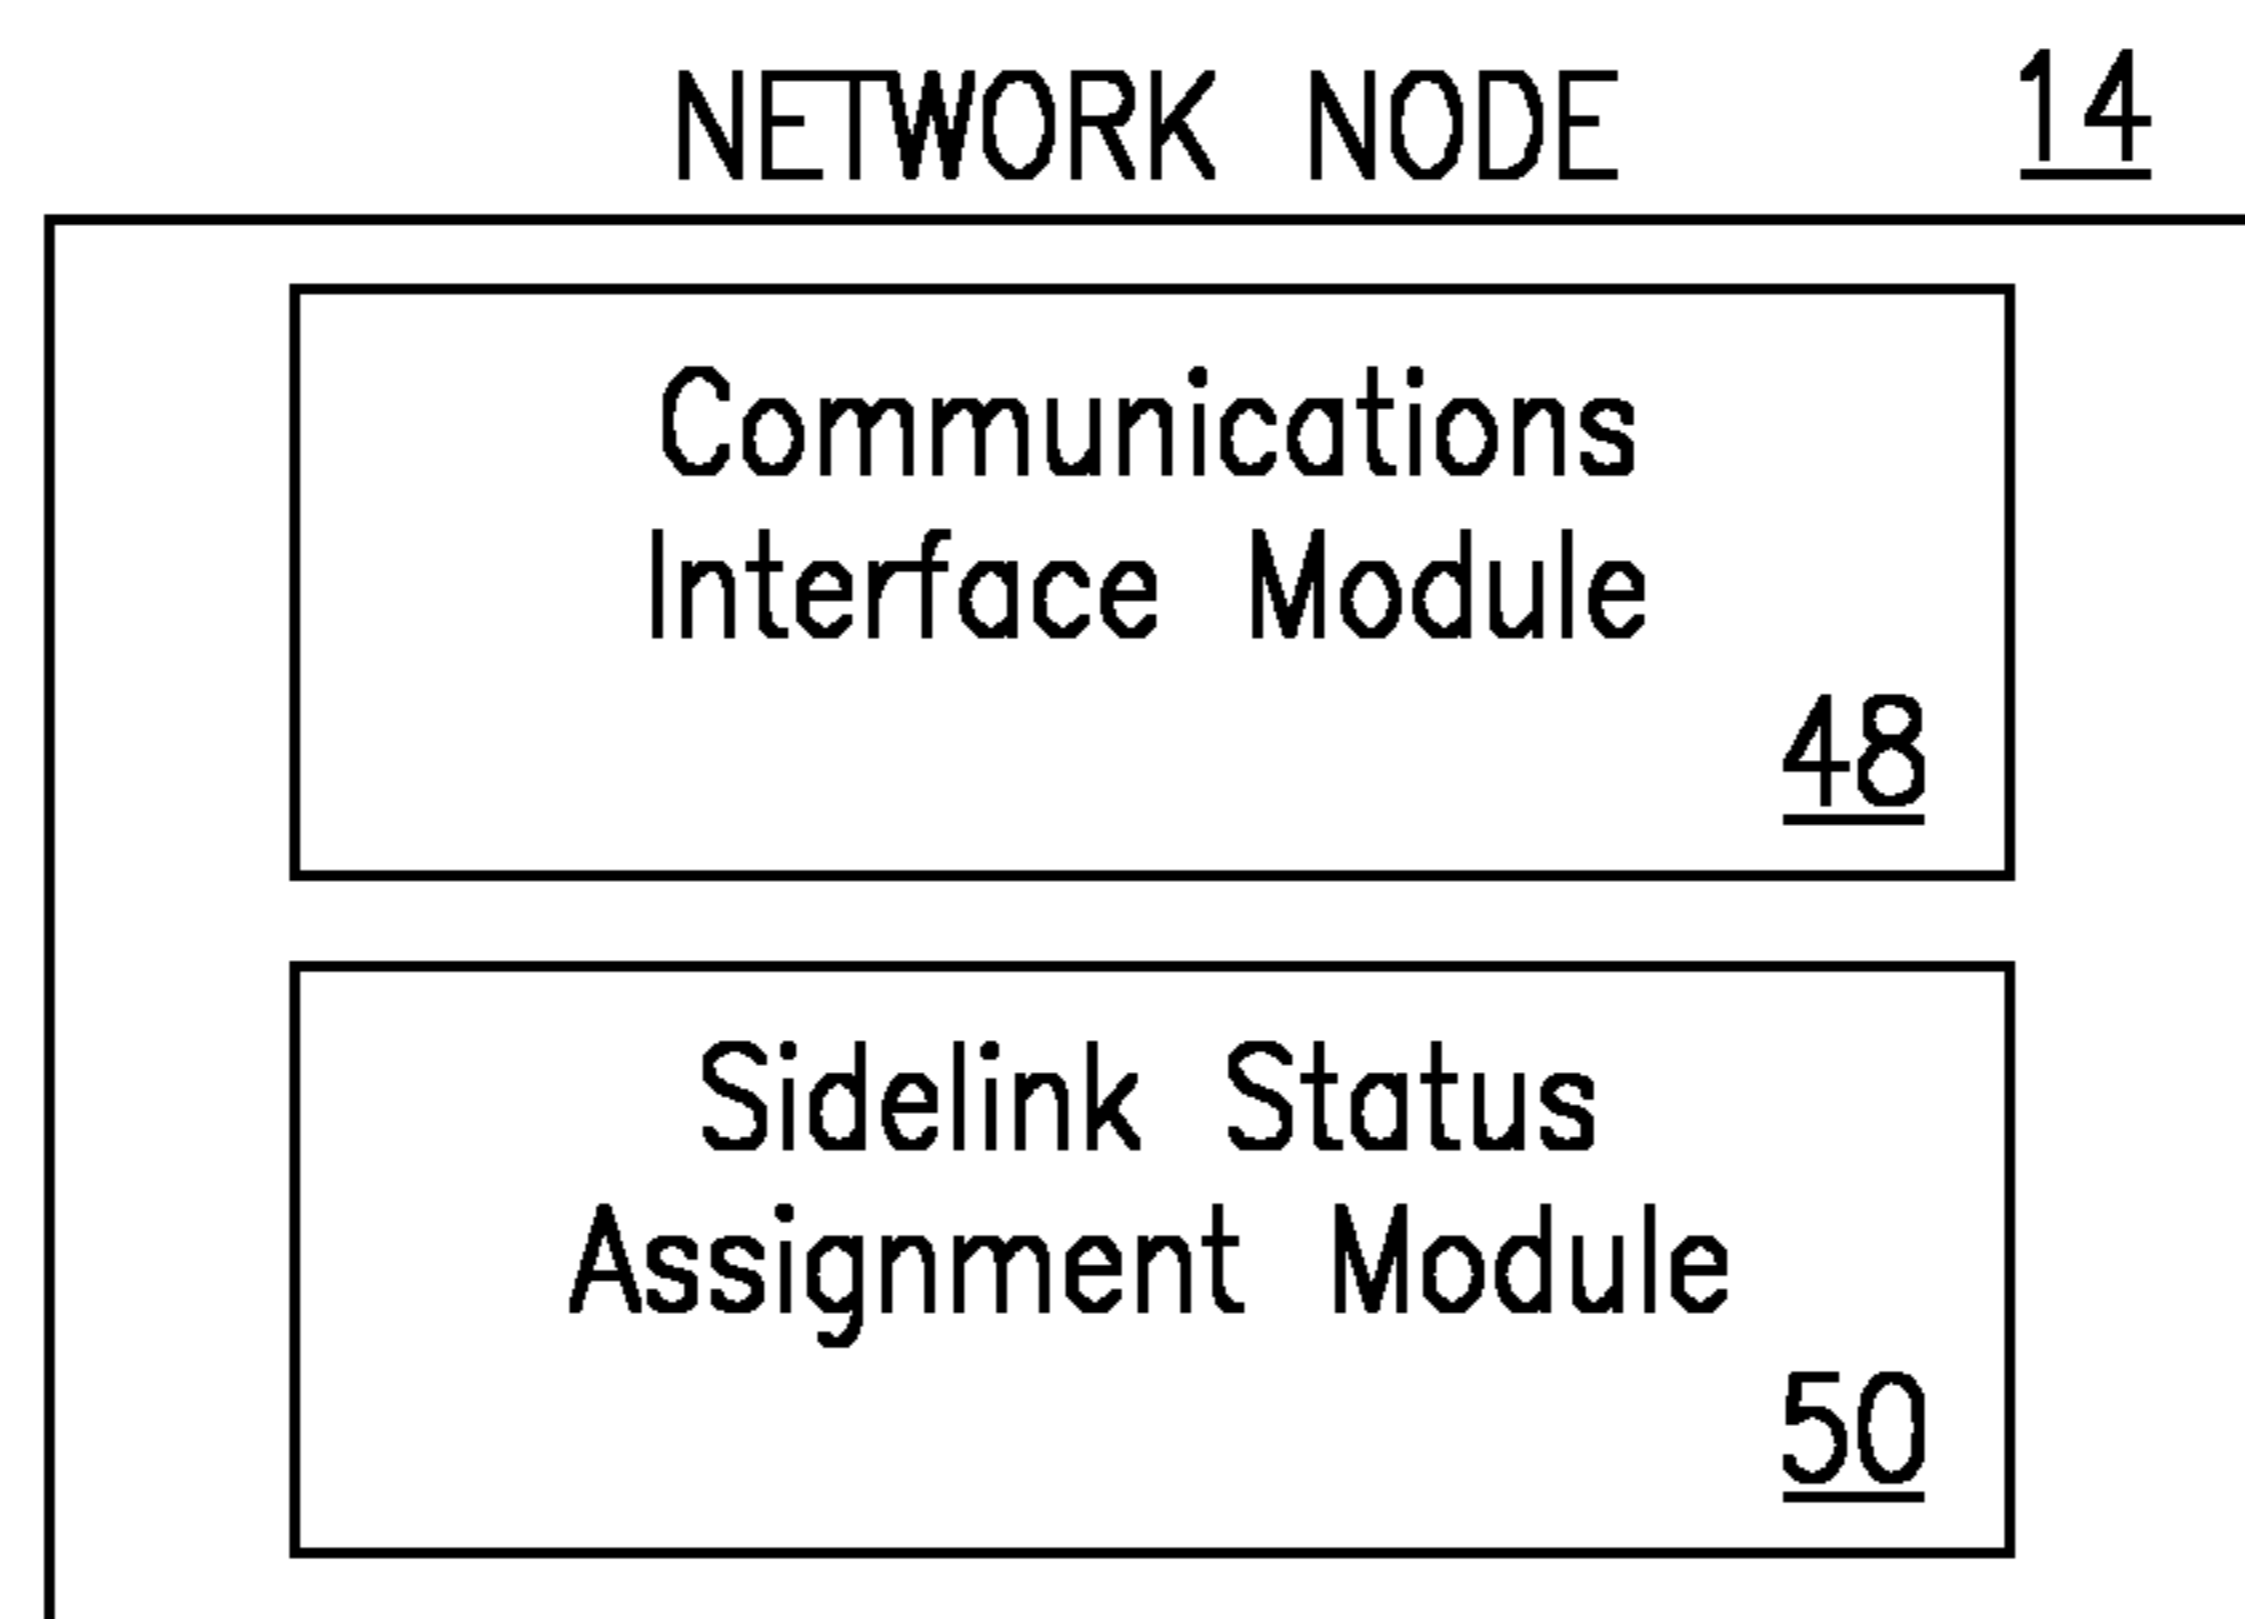 NETWORK NODE 14
Communications
Interface Module
48
Sidelink Status
Assignment Module
50